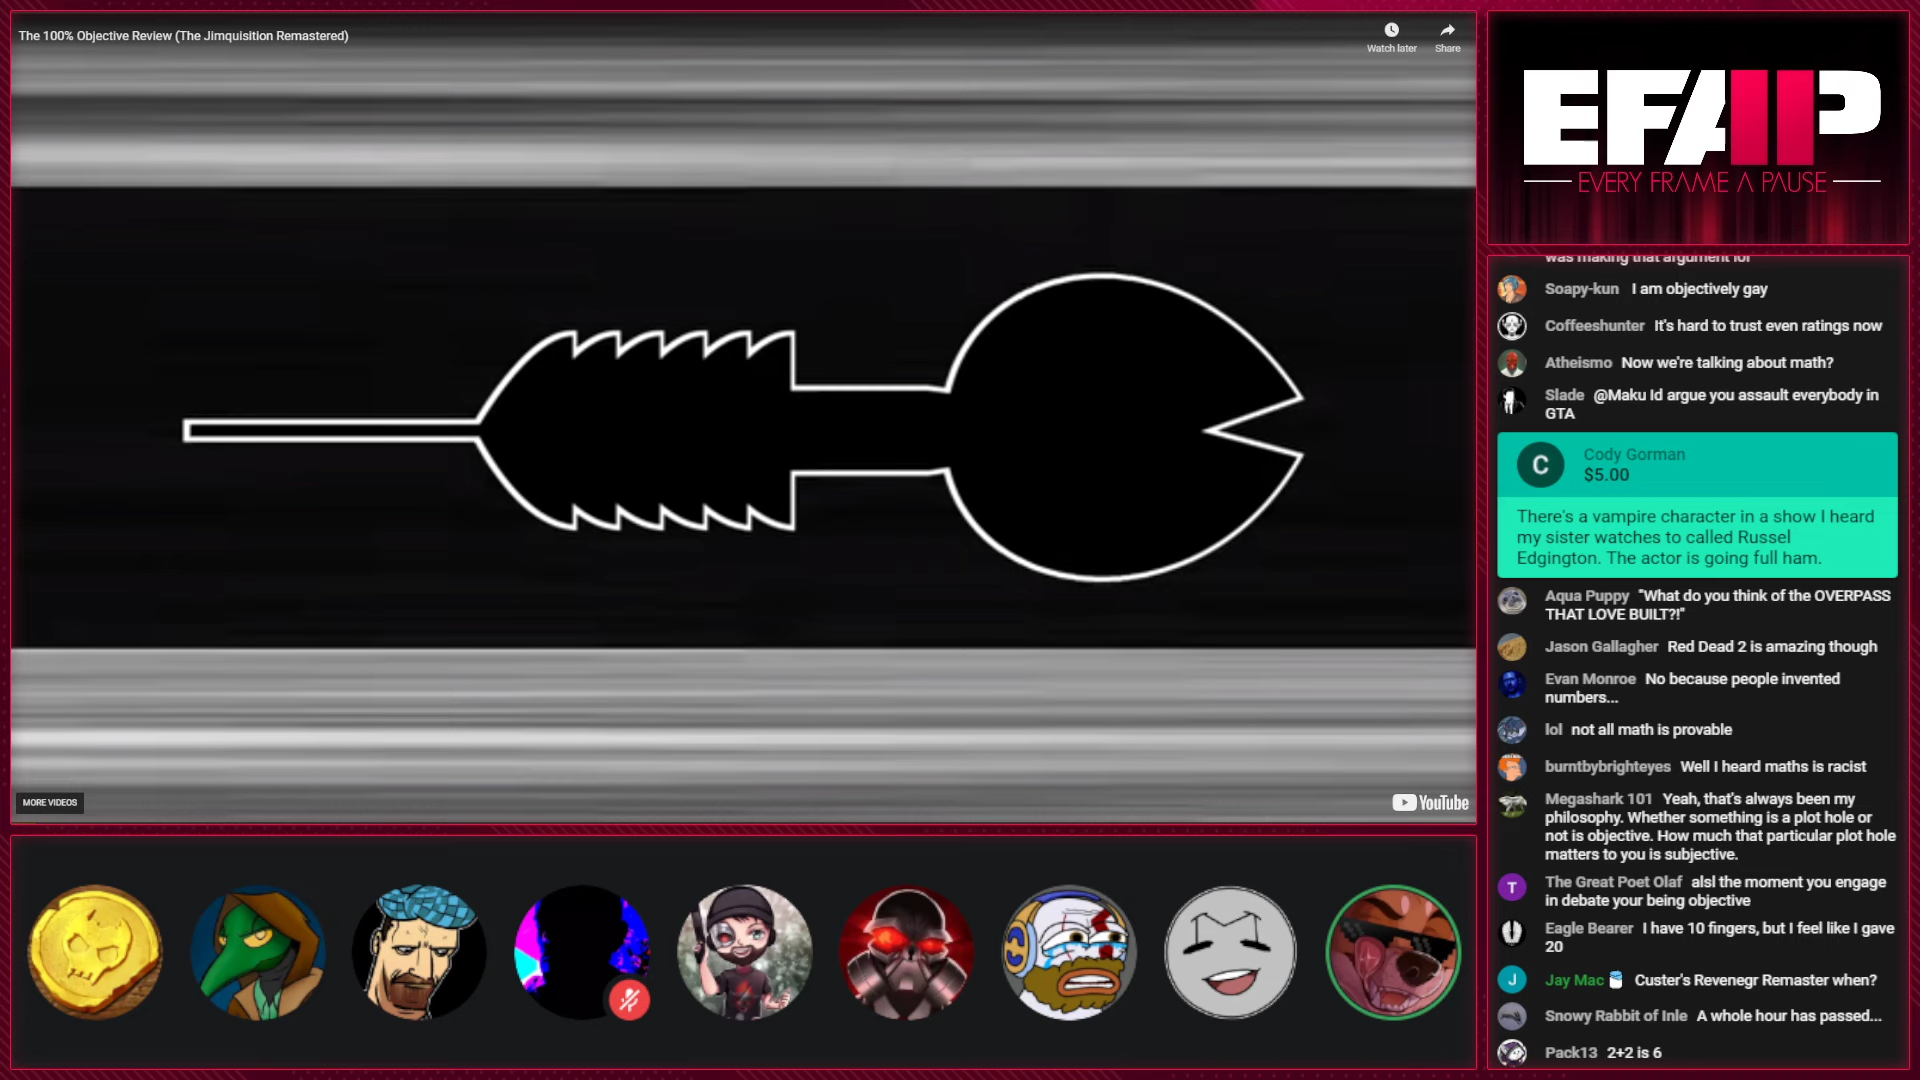 The 100% Objective Review (The Jimquisition Remastered)
Watch later
Share
MORE VIDEOS
YouTube
EFAP
EVERY FRAME A PAUSE
was making that argument lol
Soapy-kun I am objectively gay
Coffeeshunter It's hard to trust even ratings now
Atheismo Now we're talking about math?
Slade @Maku Id argue you assault everybody in
GTA
C
Cody Gorman
$5.00
There's a vampire character in a show I heard
my sister watches to called Russel
Edgington. The actor is going full ham.
Aqua Puppy "What do you think of the OVERPASS
THAT LOVE BUILT?!"
Jason Gallagher Red Dead 2 is amazing though
Evan Monroe No because people invented
numbers...
lol not all math is provable
burntbybrighteyes Well I heard maths is racist
Megashark 101 Yeah, that's always been my
philosophy. Whether something is a plot hole or
not is objective. How much that particular plot hole
matters to you is subjective.
T
The Great Poet Olaf alsl the moment you engage
in debate your being objective
Eagle Bearer I have 10 fingers, but I feel like I gave
20
J
Jay Mac Custer's Revenegr Remaster when?
Snowy Rabbit of Inle A whole hour has passed...
Pack13 2+2 is 6